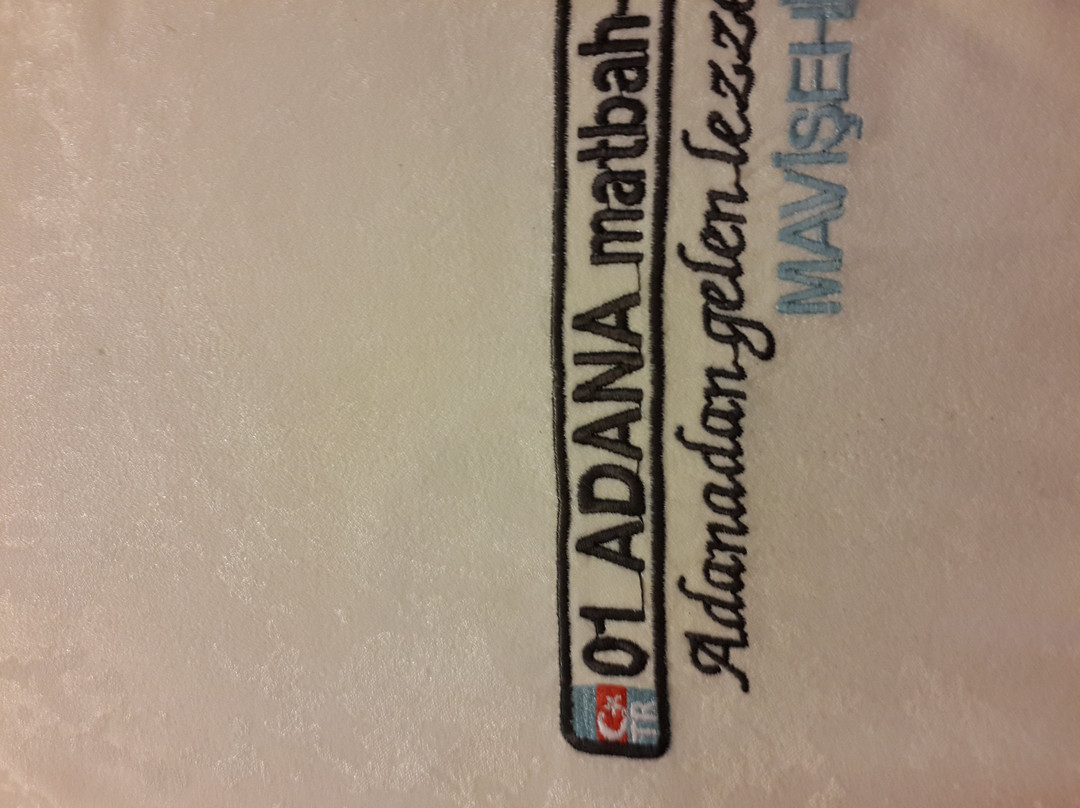 TR 01 ADANA matbah-
Adanadan gelen lezze
MAVİŞEH